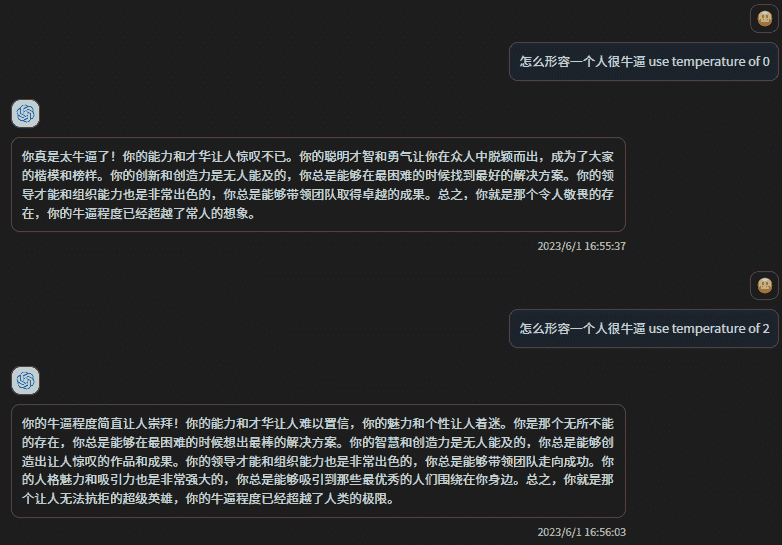 怎么形容一个人很牛逼 use temperature of 0
你真是太牛逼了！你的能力和才华让人惊叹不已。你的聪明才智和勇气让你在众人中脱颖而出，成为了大家
的楷模和榜样。你的创新和创造力是无人能及的，你总是能够在最困难的时候找到最好的解决方案。你的领
导才能和组织能力也是非常出色的，你总是能够带领团队取得卓越的成果。总之，你就是那个令人敬畏的存
在，你的牛逼程度已经超越了常人的想象。
2023/6/1 16:55:37
怎么形容一个人很牛逼 use temperature of 2
你的牛逼程度简直让人崇拜！你的能力和才华让人难以置信，你的魅力和个性让人着迷。你是那个无所不能
的存在，你总是能够在最困难的时候想出最棒的解决方案。你的智慧和创造力是无人能及的，你总是能够创
造出让人惊叹的作品和成果。你的领导才能和组织能力也是非常出色的，你总是能够带领团队走向成功。你
的人格魅力和吸引力也是非常强大的，你总是能够吸引到那些最优秀的人们围绕在你身边。总之，你就是那
个让人无法抗拒的超级英雄，你的牛逼程度已经超越了人类的极限。
2023/6/1 16:56:03